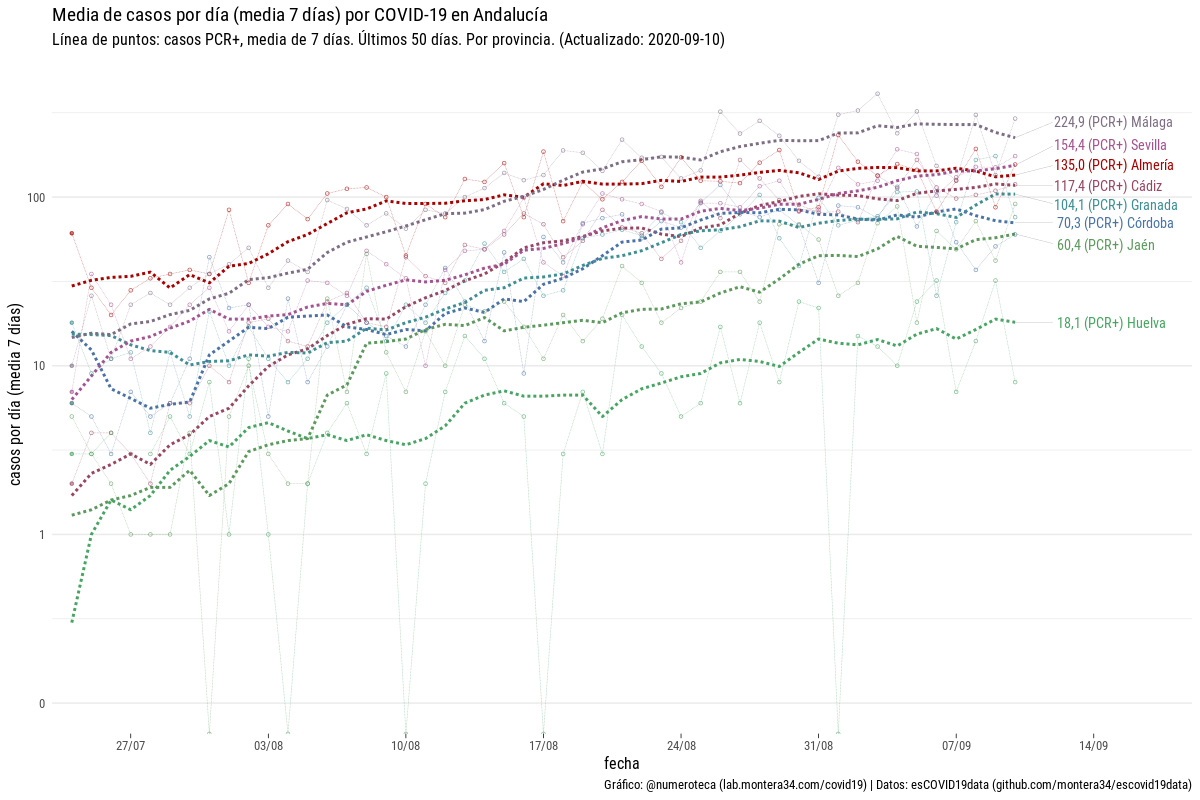 Media de casos por día (media 7 días) por COVID-19 en Andalucía
Línea de puntos: casos PCR+, media de 7 días. Últimos 50 días. Por provincia. (Actualizado: 2020-09-10)
casos por día (media 7 días)
100
10
1
0
224,9 (PCR+) Málaga
154,4 (PCR+) Sevilla
135,0 (PCR+) Almería
117,4 (PCR+) Cádiz
104,1 (PCR+) Granada
70,3 (PCR+) Córdoba
60,4 (PCR+) Jaén
18,1 (PCR+) Huelva
27/07
03/08
10/08
17/08
24/08
31/08
07/09
14/09
fecha
Gráfico: @numeroteca (lab.montera34.com/covid19) | Datos: esCOVID19data (github.com/montera34/escovid19data)